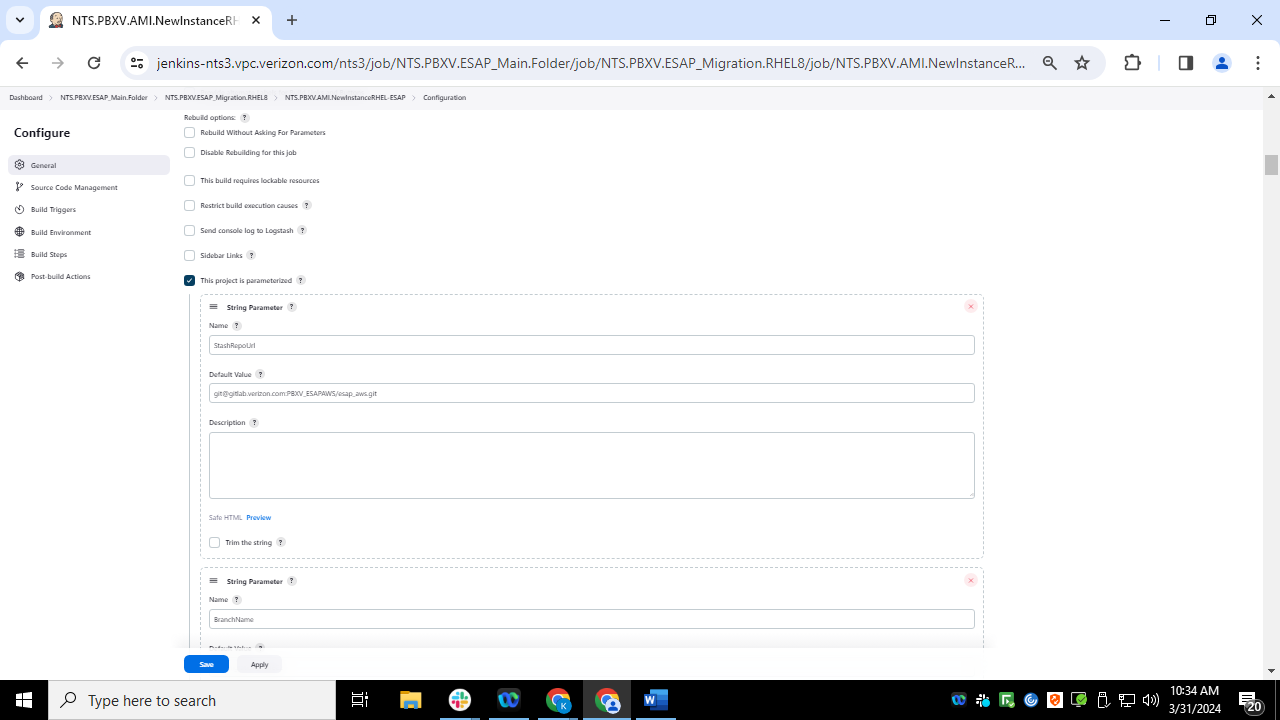 NTS.PBXV.AMI.NewInstanceRH
jenkins-nts3.vpc.verizon.com/nts3/job/NTS.PBXV.ESAP_Main.Folder/job/NTS.PBXV.ESAP_Migration.RHEL8/job/NTS.PBXV.AMI.NewInstanceR...
Dashboard > NTS.PBXV.ESAP_Main.Folder > NTS.PBXV.ESAP_Migration.RHEL8 > NTS.PBXV.AMI.NewInstanceRHEL-ESAP > Configuration
Configure
General
Source Code Management
Build Triggers
Build Environment
Build Steps
Post-build Actions
Rebuild options: ?
Rebuild Without Asking For Parameters
Disable Rebuilding for this job
This build requires lockable resources
Restrict build execution causes ?
Send console log to Logstash ?
Sidebar Links ?
This project is parameterized ?
String Parameter ?
Name ?
StashRepoUrl
Default Value ?
git@gitlab.verizon.com:PBXV_ESAPAWS/esap_aws.git
Description ?
Safe HTML Preview
Trim the string ?
String Parameter ?
Name ?
BranchName
Default Value ?
Save Apply
Type here to search
K
W
10:34 AM
3/31/2024
20